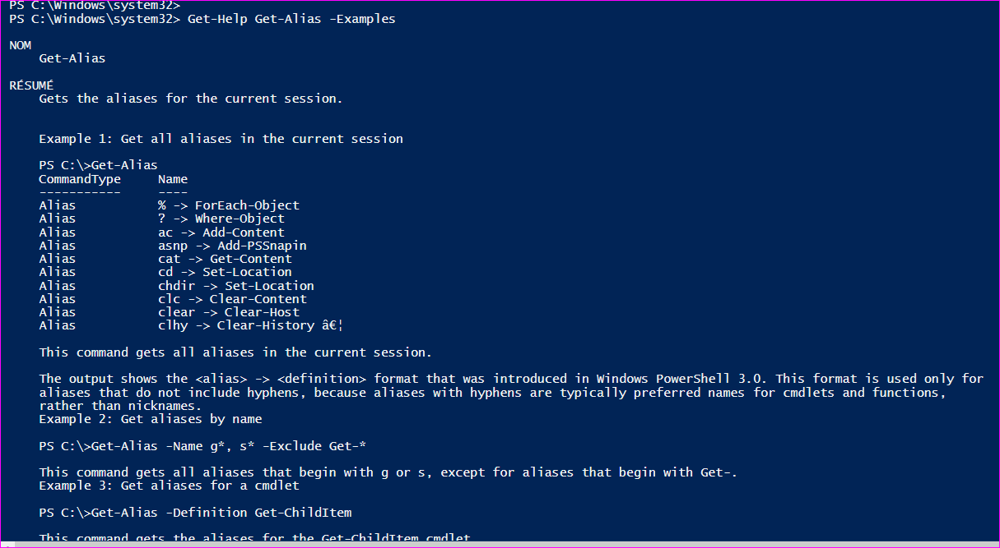 PS C:\Windows\system32>
PS C:\Windows\system32> Get-Help Get-Alias -Examples
NOM
Get-Alias
RÉSUMÉ
Gets the aliases for the current session.
Example 1: Get all aliases in the current session
PS C:\>Get-Alias
CommandType     Name
-----------     ----
Alias           % -> ForEach-Object
Alias           ? -> Where-Object
Alias           ac -> Add-Content
Alias           asnp -> Add-PSSnapin
Alias           cat -> Get-Content
Alias           cd -> Set-Location
Alias           chdir -> Set-Location
Alias           clc -> Clear-Content
Alias           clear -> Clear-Host
Alias           clhy -> Clear-History â€¦
This command gets all aliases in the current session.
The output shows the <alias> -> <definition> format that was introduced in Windows PowerShell 3.0. This format is used only for
aliases that do not include hyphens, because aliases with hyphens are typically preferred names for cmdlets and functions,
rather than nicknames.
Example 2: Get aliases by name
PS C:\>Get-Alias -Name g*, s* -Exclude Get-*
This command gets all aliases that begin with g or s, except for aliases that begin with Get-.
Example 3: Get aliases for a cmdlet
PS C:\>Get-Alias -Definition Get-ChildItem
This command gets the aliases for the Get-ChildItem cmdlet